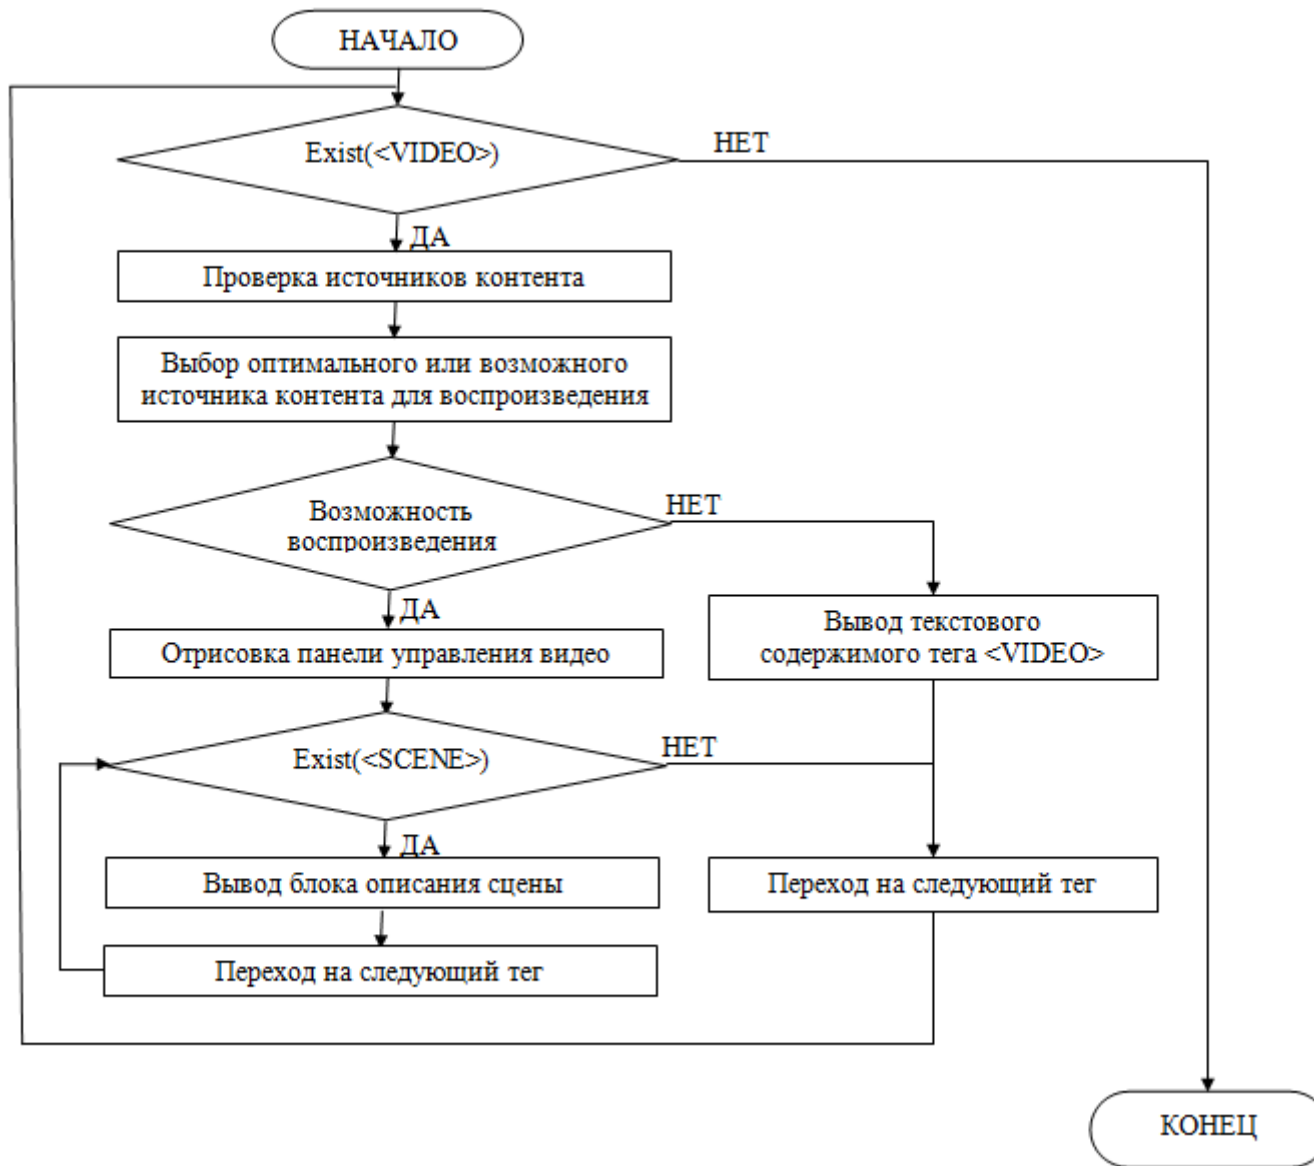 НАЧАЛО
Exist(<VIDEO>)
НЕТ
ДА
Проверка источников контента
Выбор оптимального или возможного
источника контента для воспроизведения
Возможность
воспроизведения
НЕТ
ДА
Отрисовка панели управления видео
Вывод текстового
содержимого тега <VIDEO>
Exist(<SCENE>)
НЕТ
ДА
Вывод блока описания сцены
Переход на следующий тег
Переход на следующий тег
КОНЕЦ